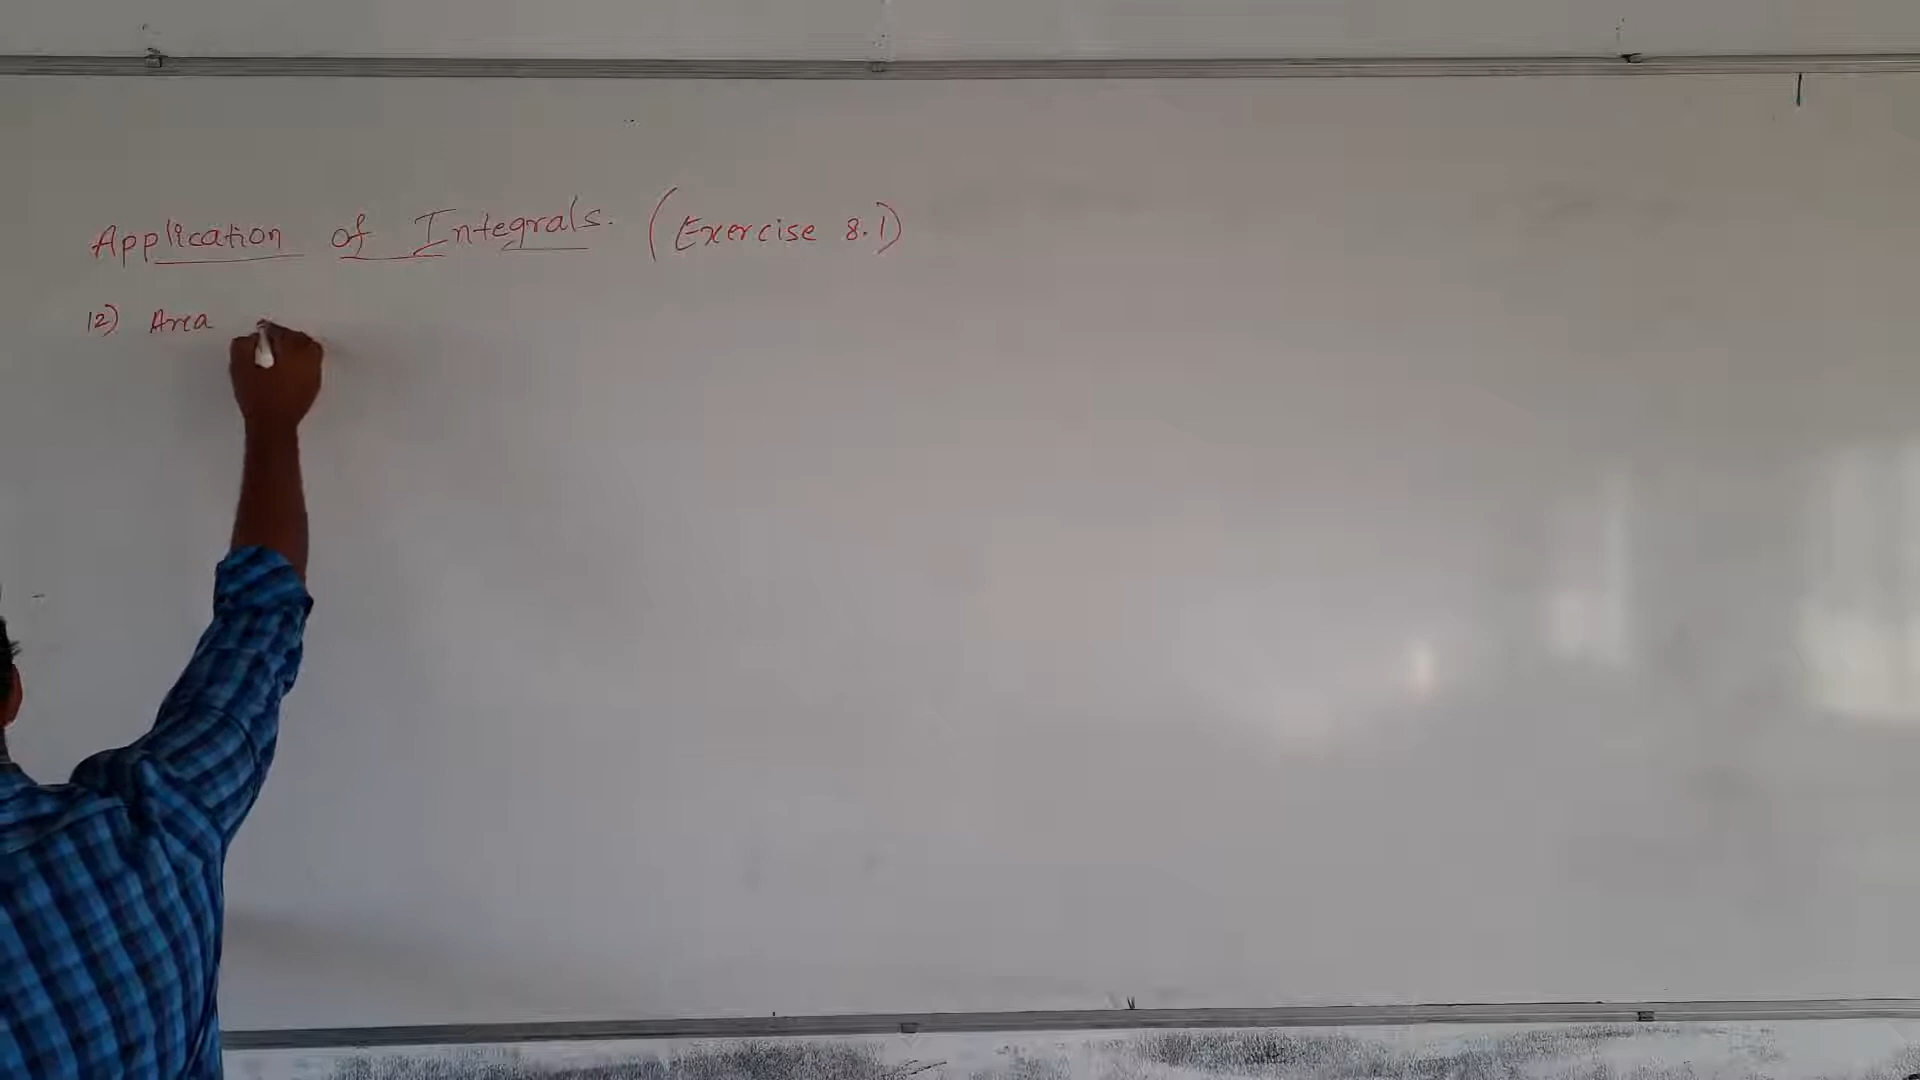 Application of Integrals. (Exercise 8.1)
12) Area